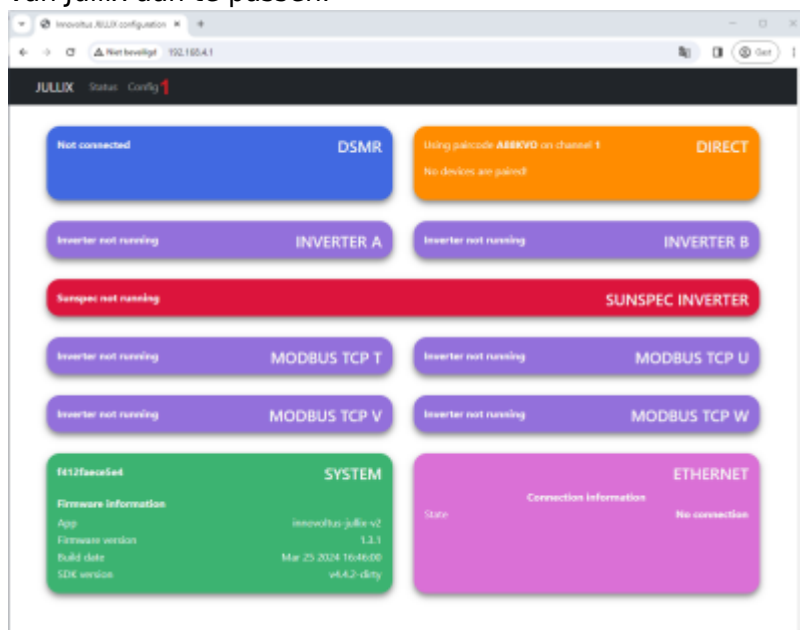 van jullix aan te passen.
Innovoltus JULLIX configuration
Niet beveiligd 192.168.4.1
Gast
JULLIX Status Config 1
Not connected DSMR
Using paircode A88KVO on channel 1 DIRECT
No devices are paired!
Inverter not running INVERTER A
Inverter not running INVERTER B
Sunspec not running SUNSPEC INVERTER
Inverter not running MODBUS TCP T
Inverter not running MODBUS TCP U
Inverter not running MODBUS TCP V
Inverter not running MODBUS TCP W
f412faece5e4 SYSTEM
Firmware information
App innovoltus-jullix-v2
Firmware version 1.3.1
Build date Mar 25 2024 16:46:00
SDK version v4.4.2-dirty
ETHERNET
Connection information
State No connection